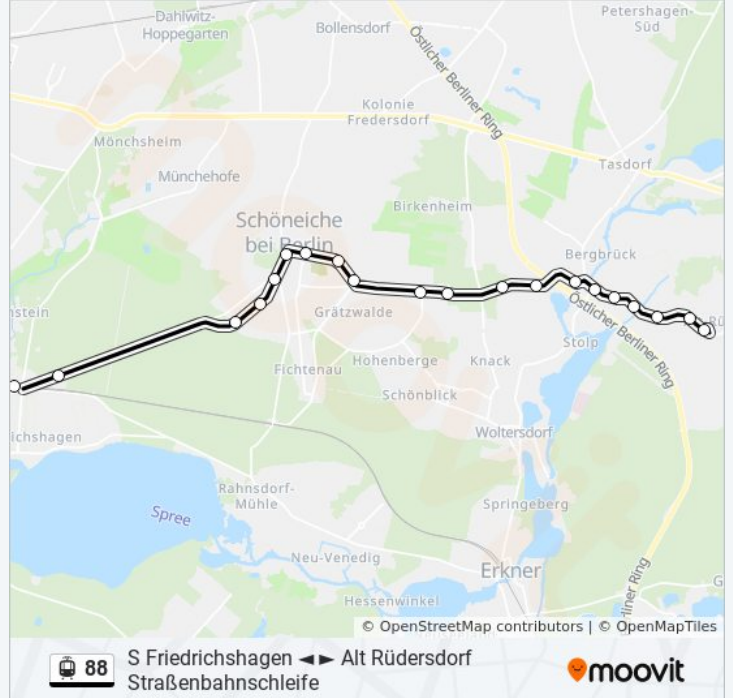 Dahlwitz-
Hoppegarten
Bollensdorf
Petershagen-
Süd
Östlicher Berliner Ring
Kolonie
Fredersdorf
Mönchsheim
Tasdorf
Münchehofe
Birkenheim
Schöneiche
bei Berlin
Bergbrück
nstein
Grätzwalde
Östlicher Berliner Ring
Rü
Stolp
Hohenberge
Knack
Fichtenau
Schönblick
ichshagen
Woltersdorf
Rahnsdorf-
Mühle
Springeberg
Spree
Neu-Venedig
Erkner
liner Ring
G
Hessenwinkel
© OpenStreetMap contributors | © OpenMapTiles
88
S Friedrichshagen ◄ ► Alt Rüdersdorf
Straßenbahnschleife
moovit